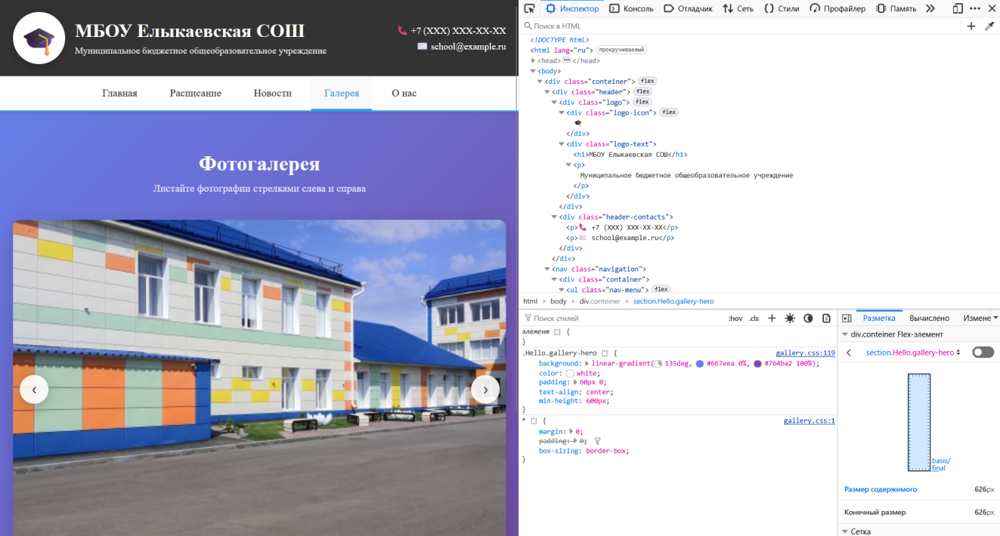 МБОУ Елыкаевская СОШ
Муниципальное бюджетное общеобразовательное учреждение
+7 (XXX) XXX-XX-XX
school@example.ru
Главная Расписание Новости Галерея О нас
Фотогалерея
Листайте фотографии стрелками слева и справа
‹ ›
Инспектор Консоль Отладчик Сеть {} Стили Профайлер Память
Поиск в HTML
<!DOCTYPE html>
<html lang="ru"> прокручиваемый
<head> ••• </head>
<body>
<div class="conteiner"> flex
<div class="header"> flex
<div class="logo"> flex
<div class="logo-icon"> flex
🎓
</div>
<div class="logo-text">
<h1>МБОУ Елыкаевская СОШ</h1>
<p>
Муниципальное бюджетное общеобразовательное учреждение
</p>
</div>
</div>
<div class="header-contacts">
<p>📞 +7 (XXX) XXX-XX-XX</p>
<p>✉️ school@example.ru</p>
</div>
</div>
<nav class="navigation">
<div class="container">
<ul class="nav-menu"> flex
html › body › div.conteiner › section.Hello.gallery-hero
Поиск стилей :hov .cls +
элемент {
}
.Hello.gallery-hero { gallery.css:119
background: linear-gradient( 135deg, #667eea 0%, #764ba2 100%);
color: white;
padding: 60px 0;
text-align: center;
min-height: 600px;
}
* { gallery.css:1
margin: 0;
padding: 0;
box-sizing: border-box;
}
Разметка Вычислено Измене
div.conteiner Flex-элемент
section.Hello.gallery-hero
basis/
final
Размер содержимого 626px
Конечный размер 626px
Сетка